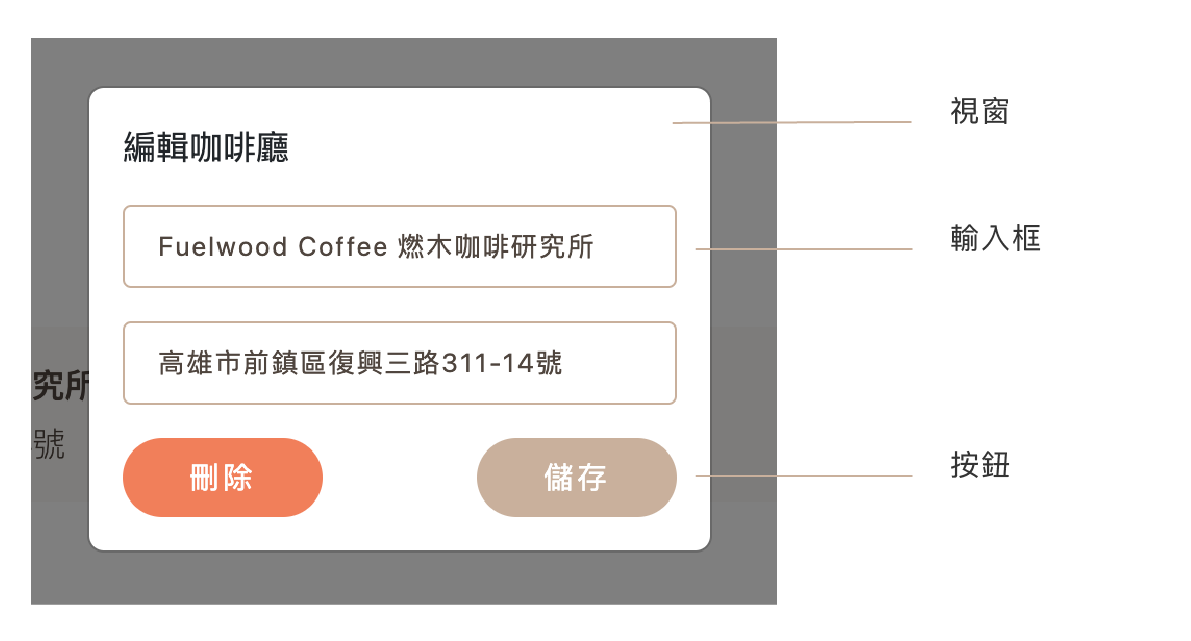 編輯咖啡廳
視窗
Fuelwood Coffee 燃木咖啡研究所
輸入框
高雄市前鎮區復興三路311-14號
究所
號
刪除
儲存
按鈕